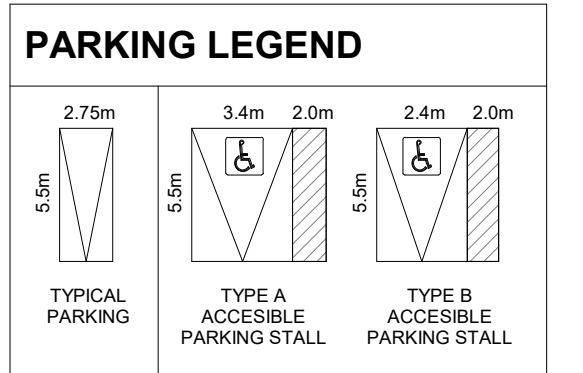 PARKING LEGEND
2.75m
5.5m
TYPICAL
PARKING
3.4m 2.0m
5.5m
TYPE A
ACCESIBLE
PARKING STALL
2.4m 2.0m
5.5m
TYPE B
ACCESIBLE
PARKING STALL